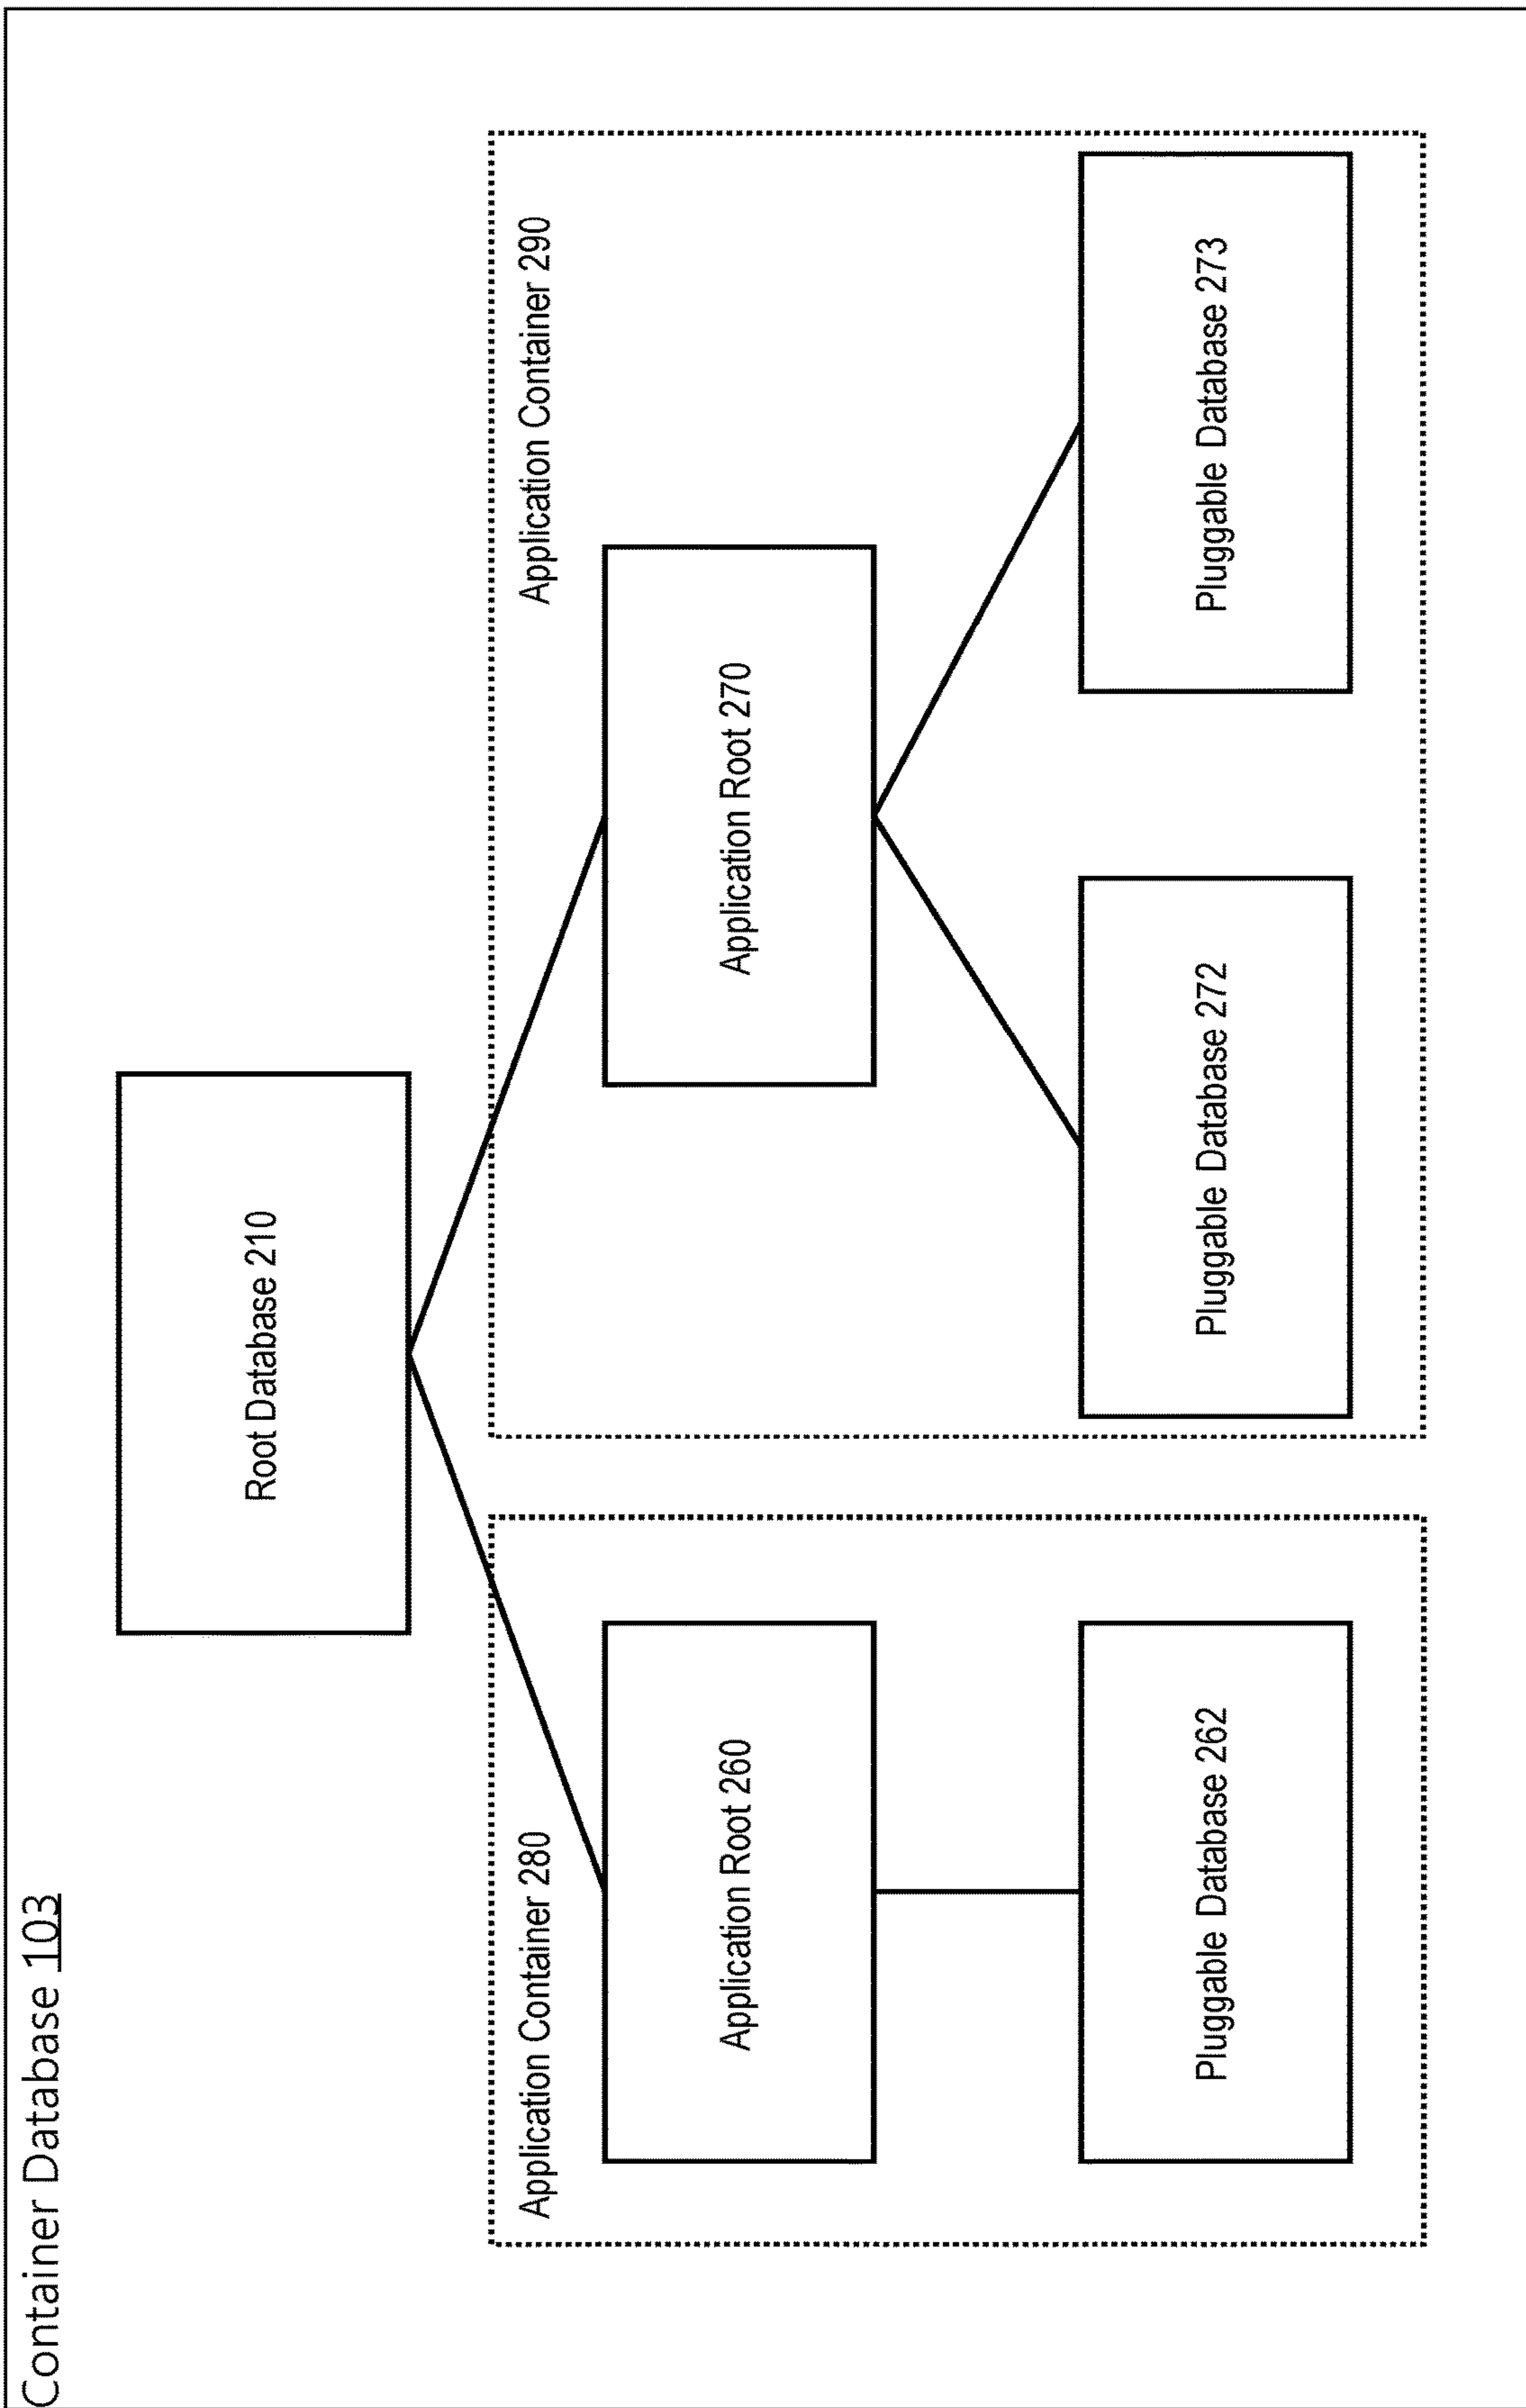 Container Database 103
Root Database 210
Application Container 280
Application Container 290
Application Root 260
Application Root 270
Pluggable Database 262
Pluggable Database 272
Pluggable Database 273